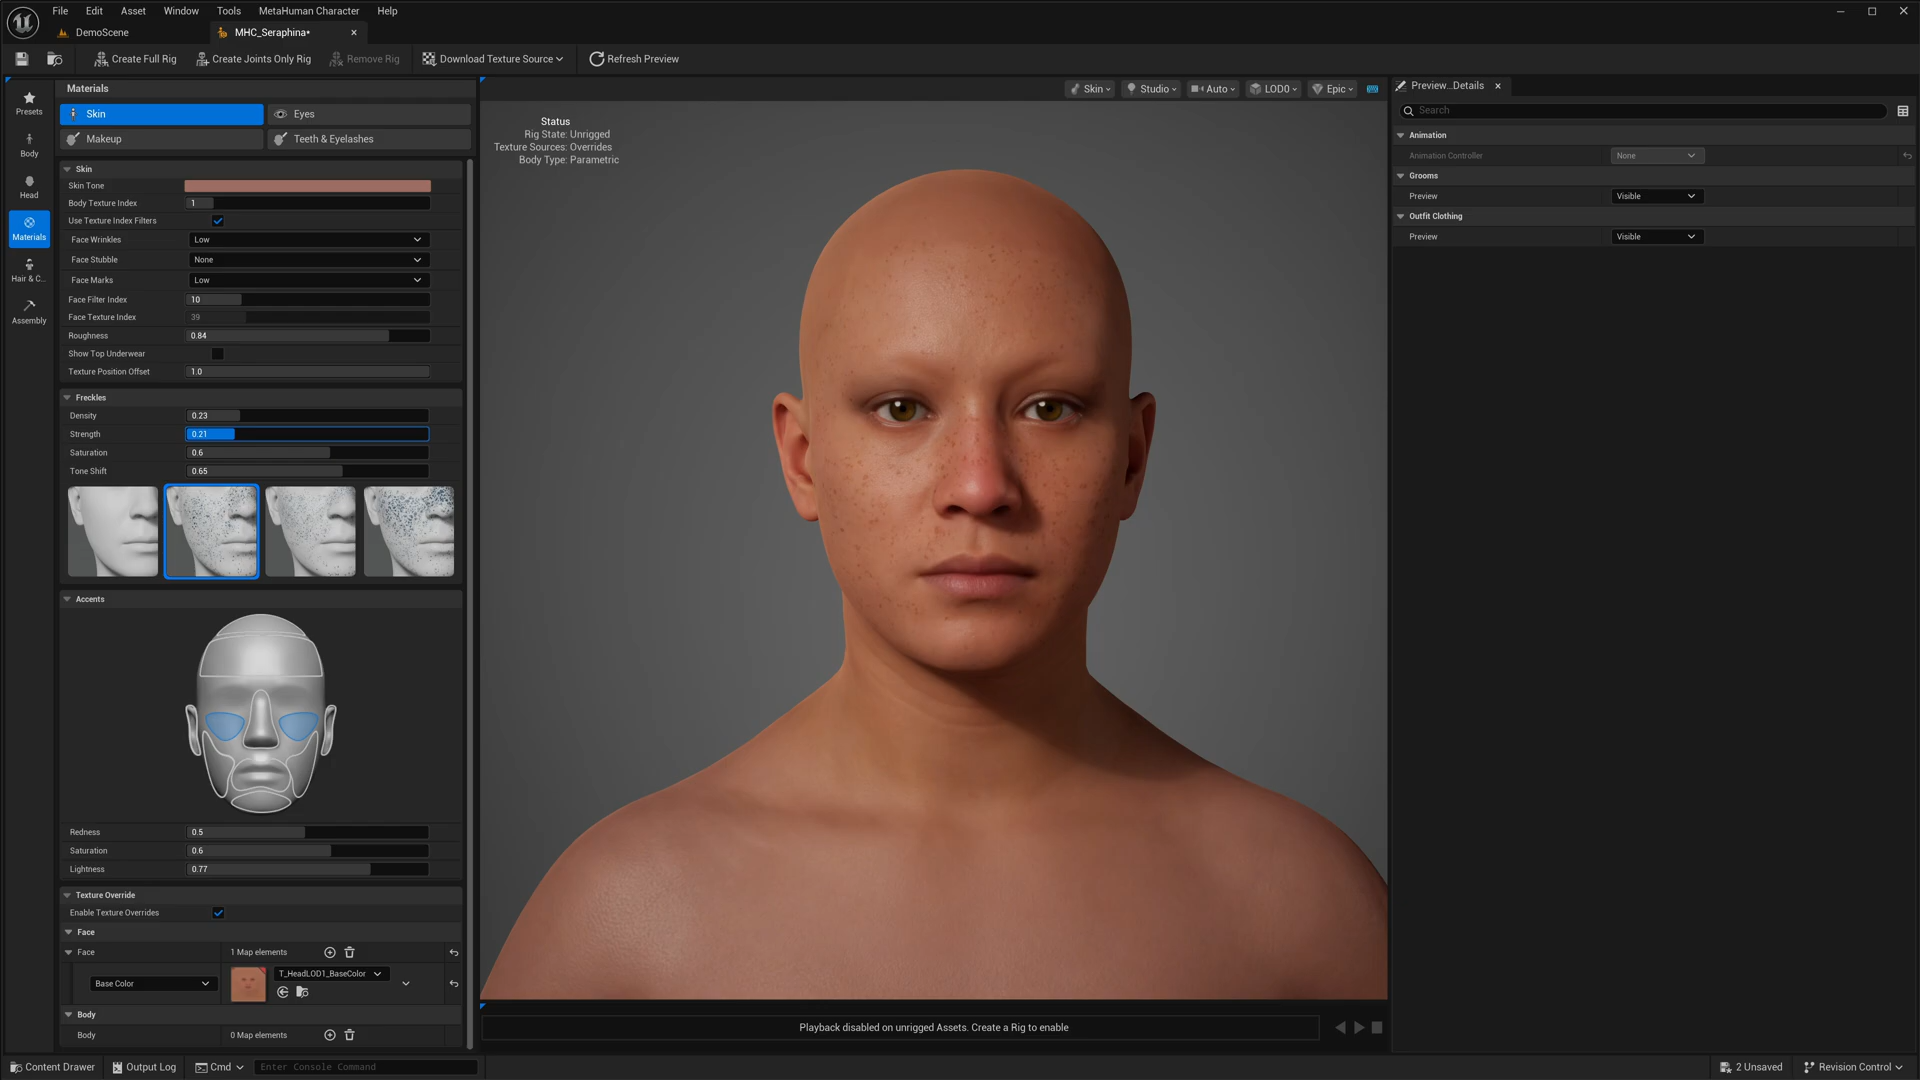 File Edit Asset Window Tools MetaHuman Character Help
DemoScene
MHC_Seraphina•
Create Full Rig
Create Joints Only Rig
Remove Rig
Download Texture Source
Refresh Preview
Presets
Body
Head
Materials
Hair & C...
Assembly
Materials
Skin
Eyes
Makeup
Teeth & Eyelashes
Skin
Skin Tone
Body Texture Index 1
Use Texture Index Filters
Face Wrinkles Low
Face Stubble None
Face Marks Low
Face Filter Index 10
Face Texture Index 39
Roughness 0.84
Show Top Underwear
Texture Position Offset 1.0
Freckles
Density 0.23
Strength 0.21
Saturation 0.6
Tone Shift 0.65
Accents
Redness 0.5
Saturation 0.6
Lightness 0.77
Texture Override
Enable Texture Overrides
Face
Face 1 Map elements
Base Color T_HeadLOD1_BaseColor
Body
Body 0 Map elements
Skin
Studio
Auto
LOD0
Epic
Status
Rig State: Unrigged
Texture Sources: Overrides
Body Type: Parametric
Playback disabled on unrigged Assets. Create a Rig to enable
Preview...Details
Search
Animation
Animation Controller None
Grooms
Preview Visible
Outfit Clothing
Preview Visible
Content Drawer
Output Log
Cmd
Enter Console Command
2 Unsaved
Revision Control